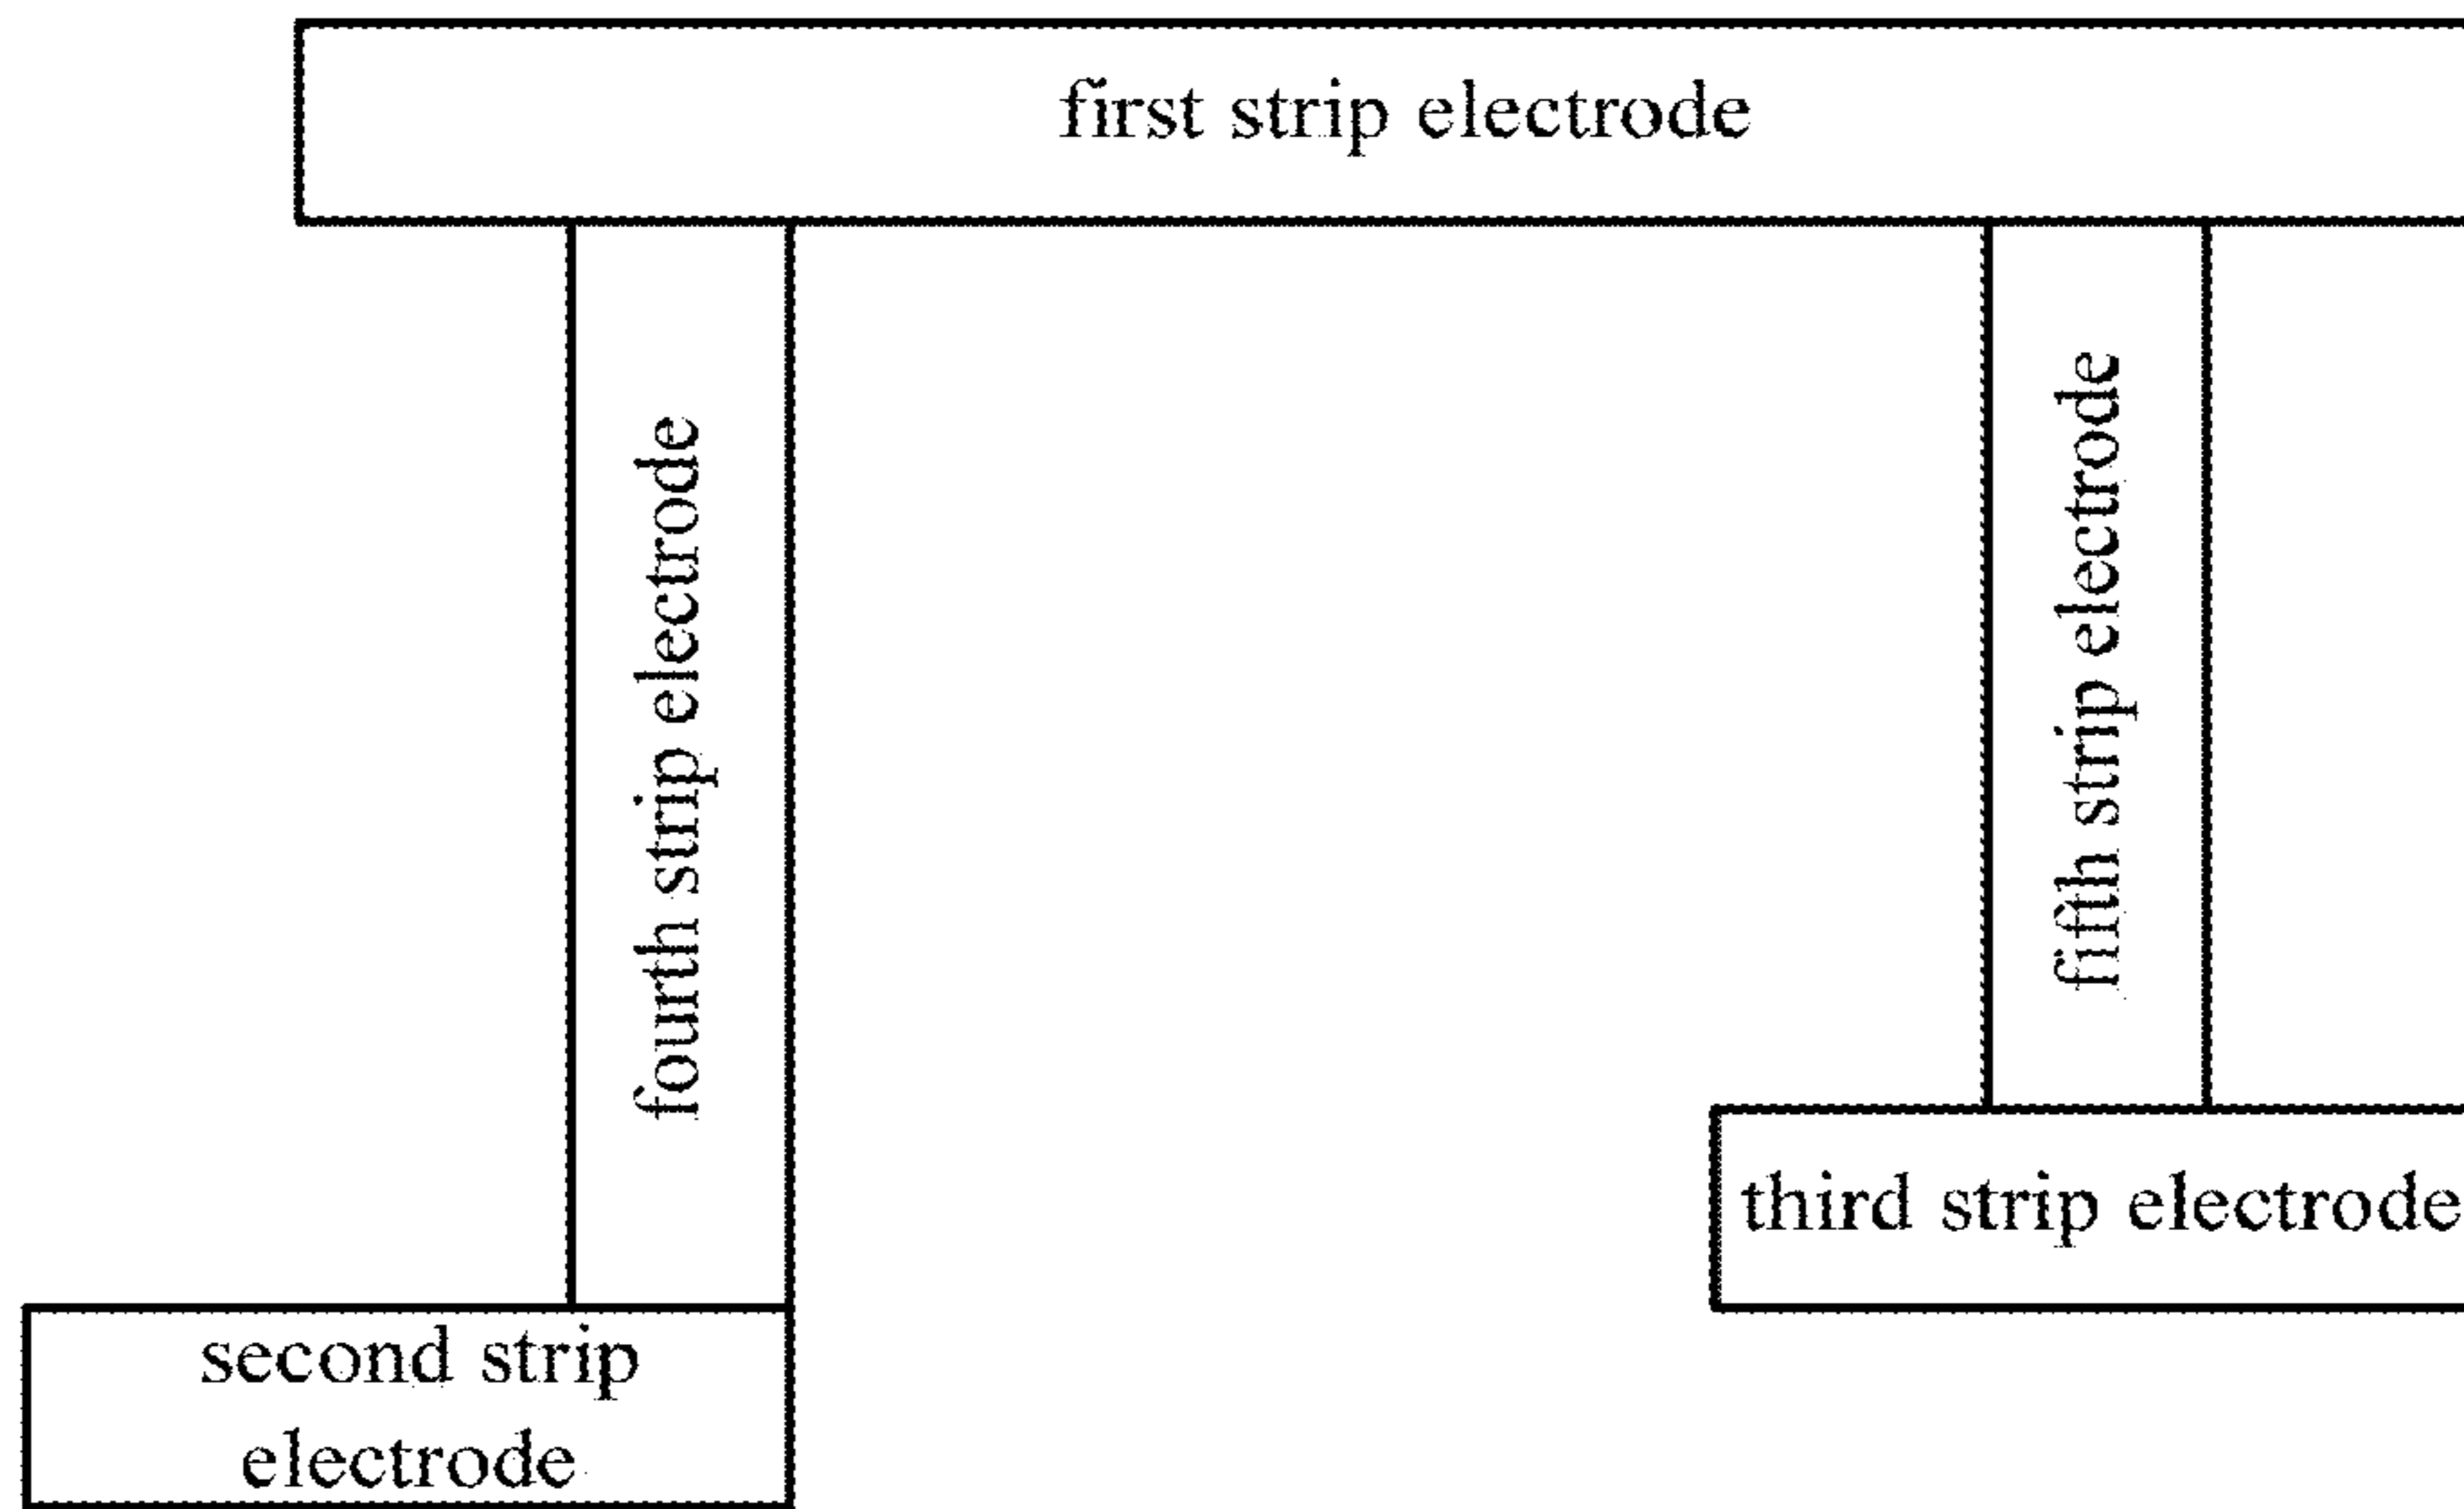 first strip electrode
fourth strip electrode
fifth strip electrode
third strip electrode
second strip
electrode